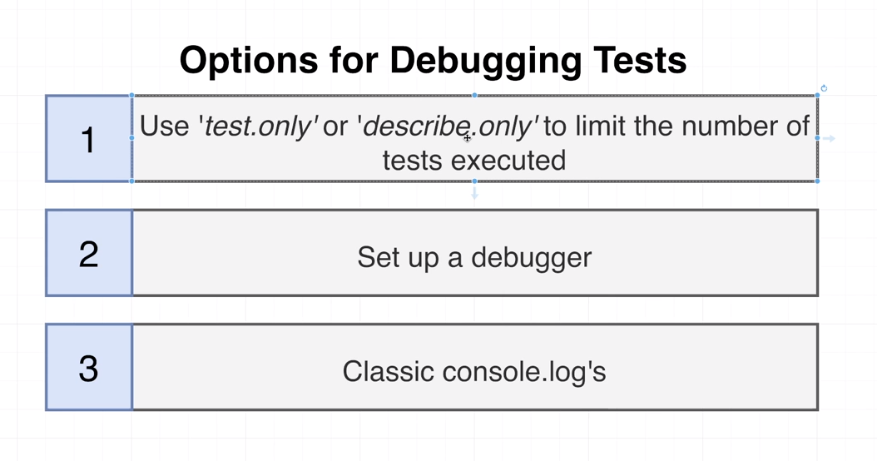 Options for Debugging Tests
1
Use 'test.only' or 'describe.only' to limit the number of
tests executed
2
Set up a debugger
3
Classic console.log's